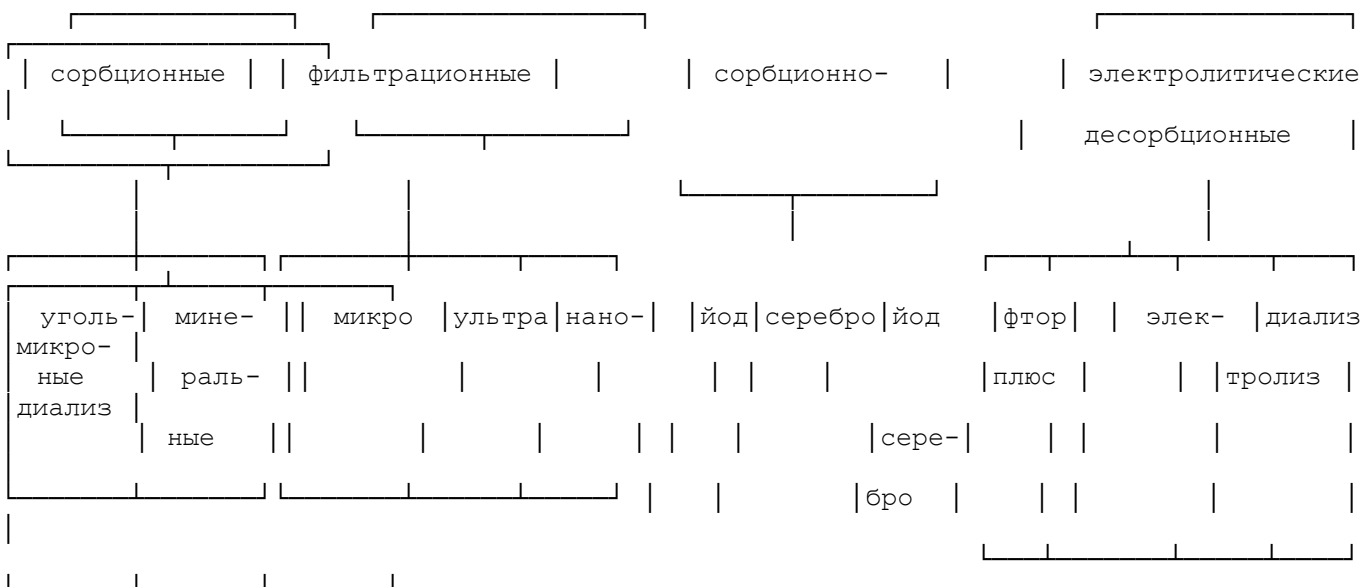 сорбционные фильтрационные сорбционно- электролитические
десорбционные
уголь- мине- микро ультра нано- йод серебро йод фтор элек- диализ
микро-
ные раль- плюс тролиз
диализ
ные сере-
бро